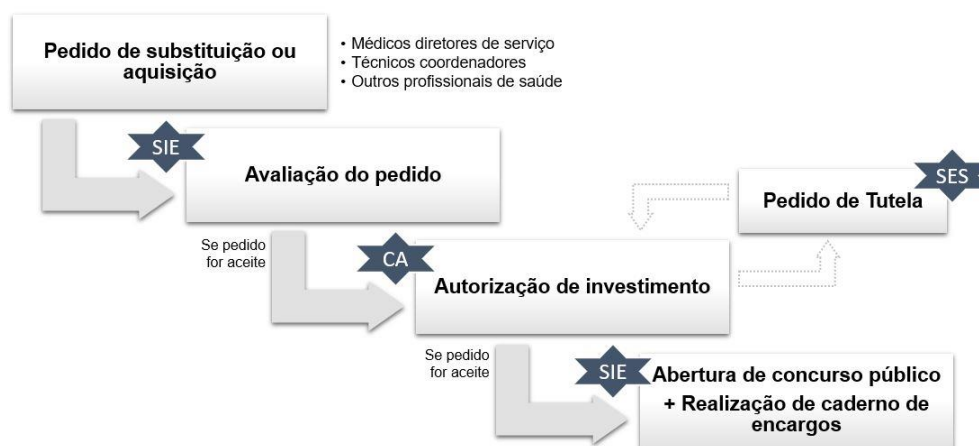 Pedido de substituição ou
aquisição
• Médicos diretores de serviço
• Técnicos coordenadores
• Outros profissionais de saúde
SIE
Avaliação do pedido
SES
Pedido de Tutela
Se pedido
for aceite
CA
Autorização de investimento
Se pedido
for aceite
SIE
Abertura de concurso público
+ Realização de caderno de
encargos